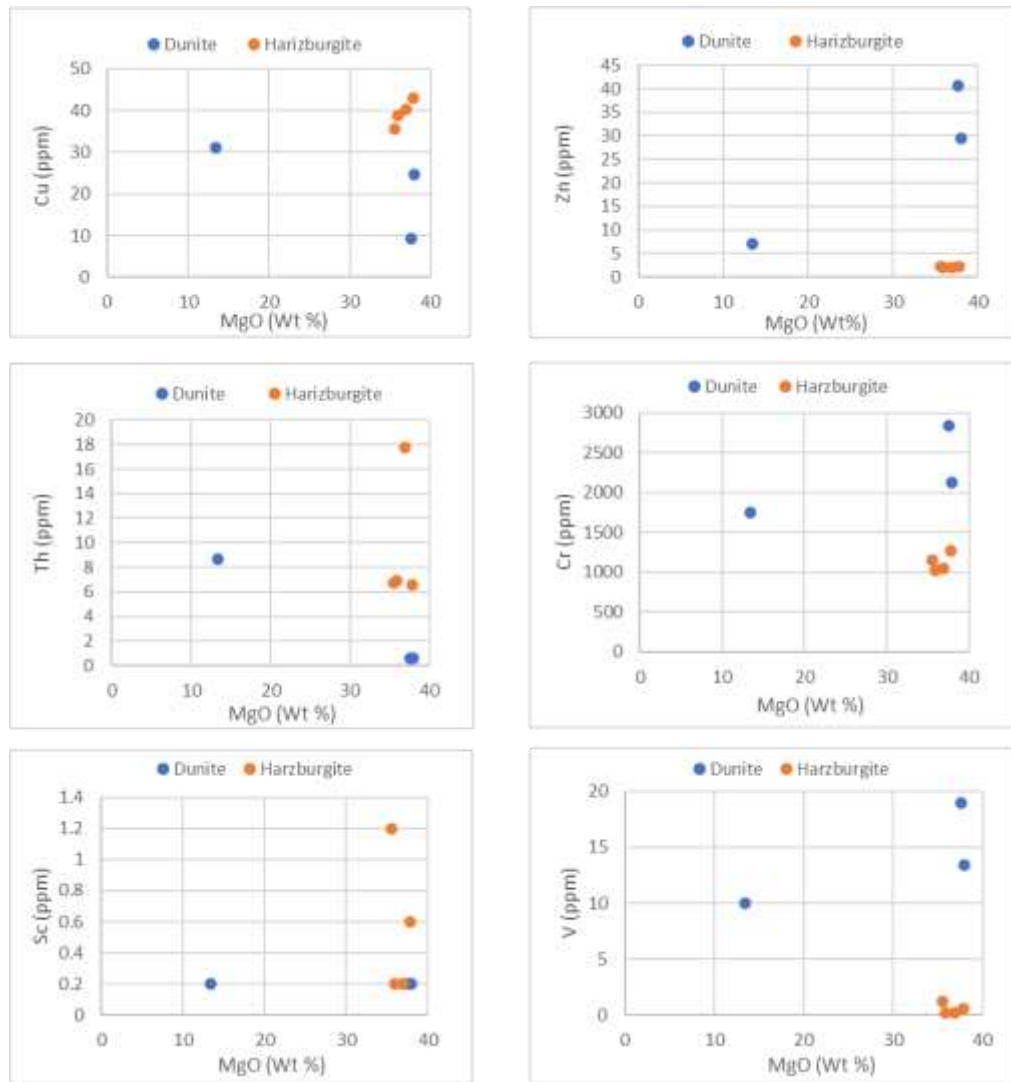 Dunite Harizburgite
50
40
30
20
10
0
Cu (ppm)
0 10 20 30 40
MgO (Wt %)
Dunite Harizburgite
45
40
35
30
25
20
15
10
5
0
Zn (ppm)
0 10 20 30 40
MgO (Wt%)
Dunite Harizburgite
20
18
16
14
12
10
8
6
4
2
0
Th (ppm)
0 10 20 30 40
MgO (Wt %)
Dunite Harzburgite
3000
2500
2000
1500
1000
500
0
Cr (ppm)
0 10 20 30 40
MgO (Wt %)
Dunite Harzburgite
1.4
1.2
1
0.8
0.6
0.4
0.2
0
Sc (ppm)
0 10 20 30 40
MgO (Wt %)
Dunite Harzburgite
20
15
10
5
0
V (ppm)
0 10 20 30 40
MgO (Wt %)